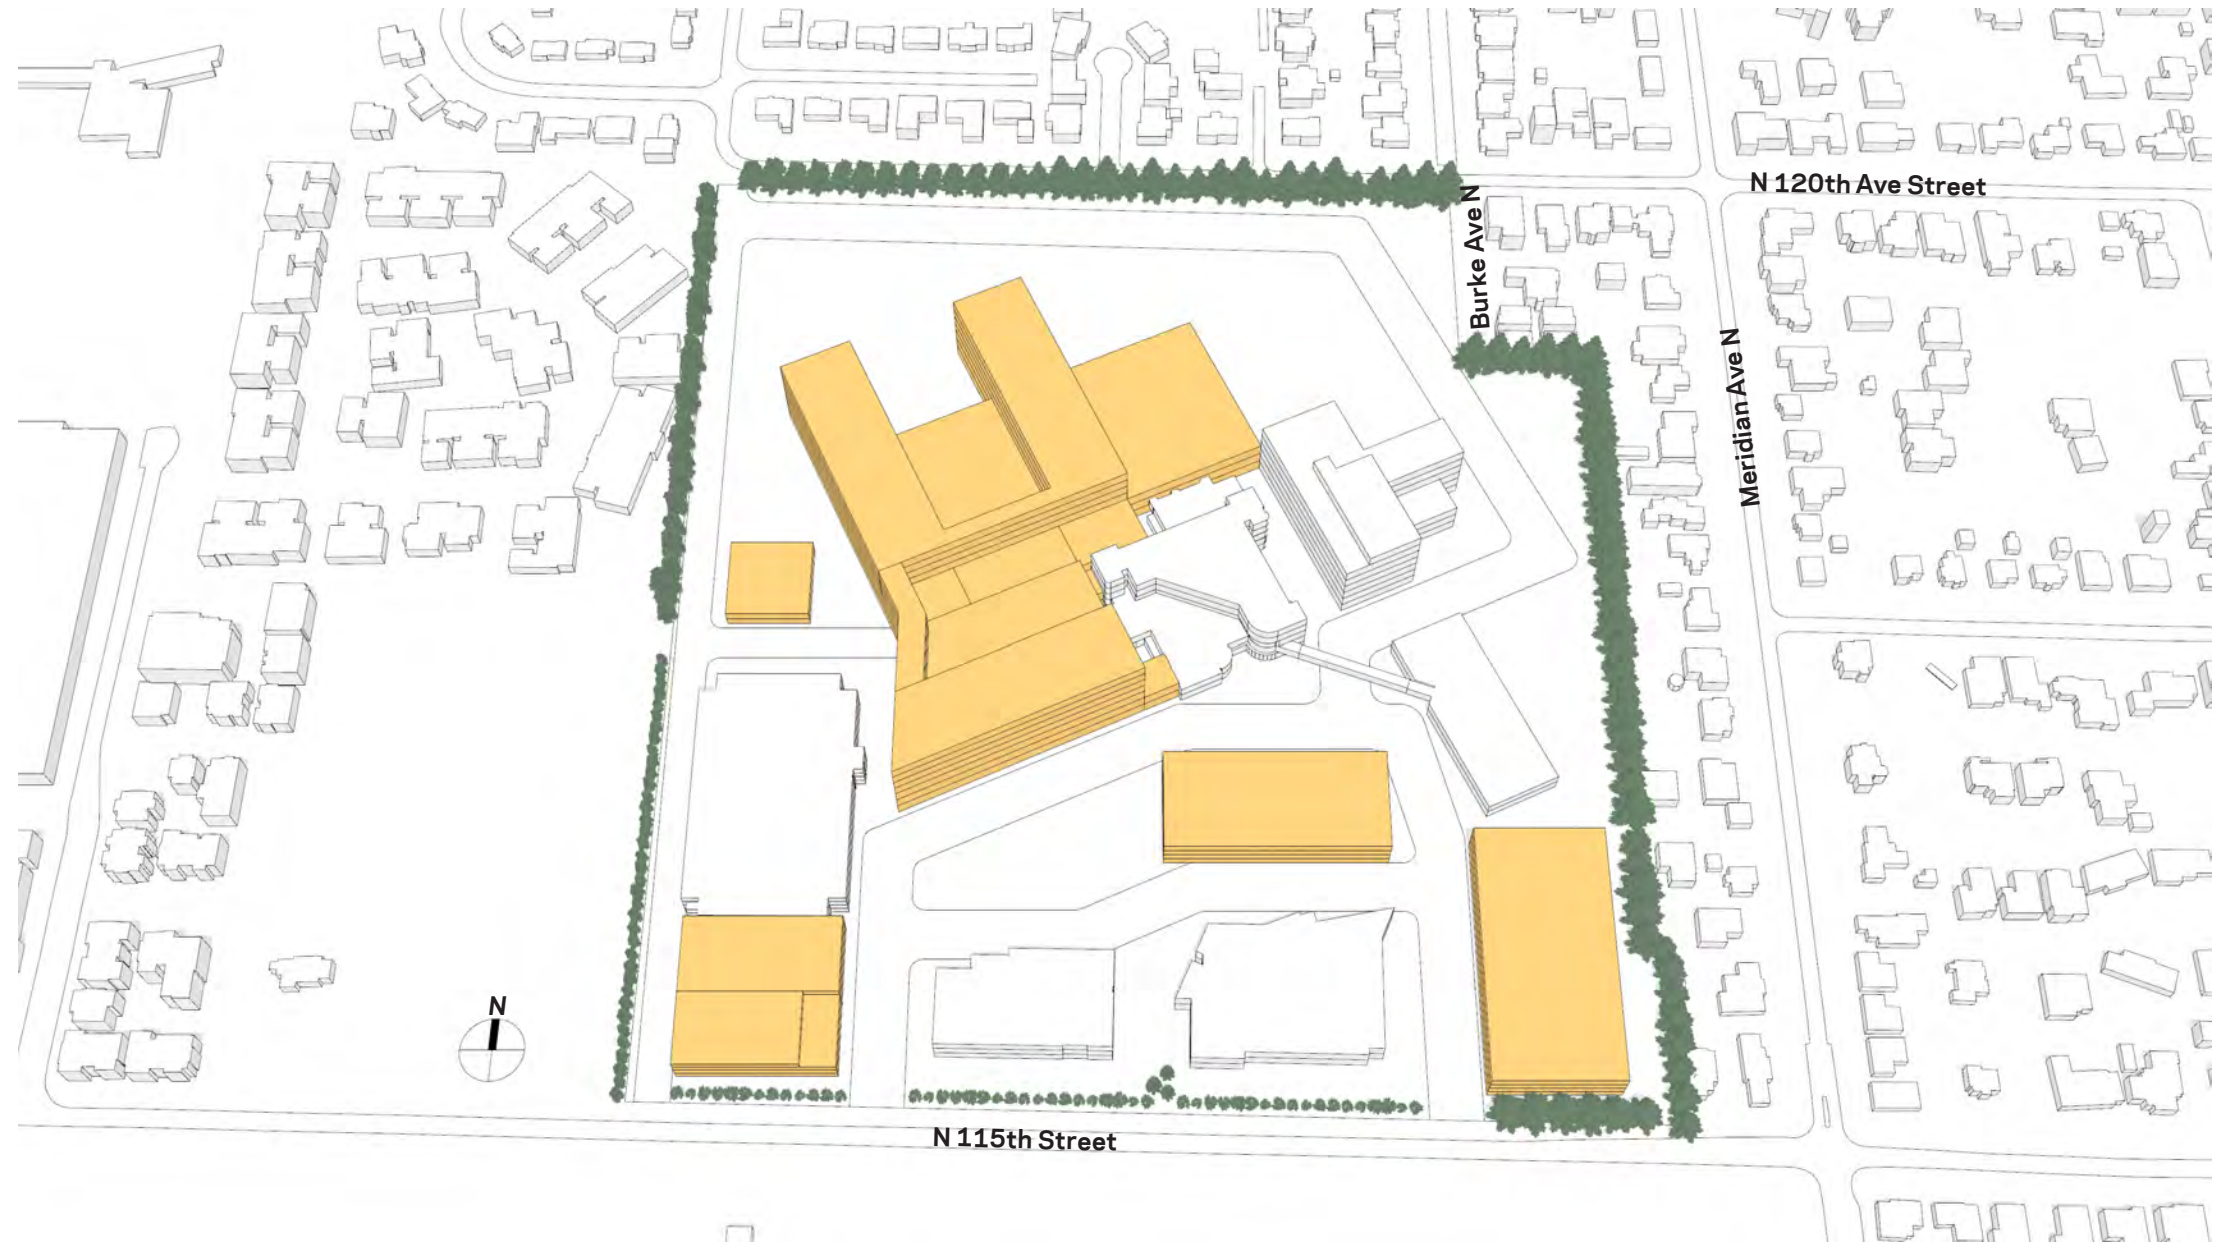 N 120th Ave Street
Burke Ave N
Meridian Ave N
N
N 115th Street